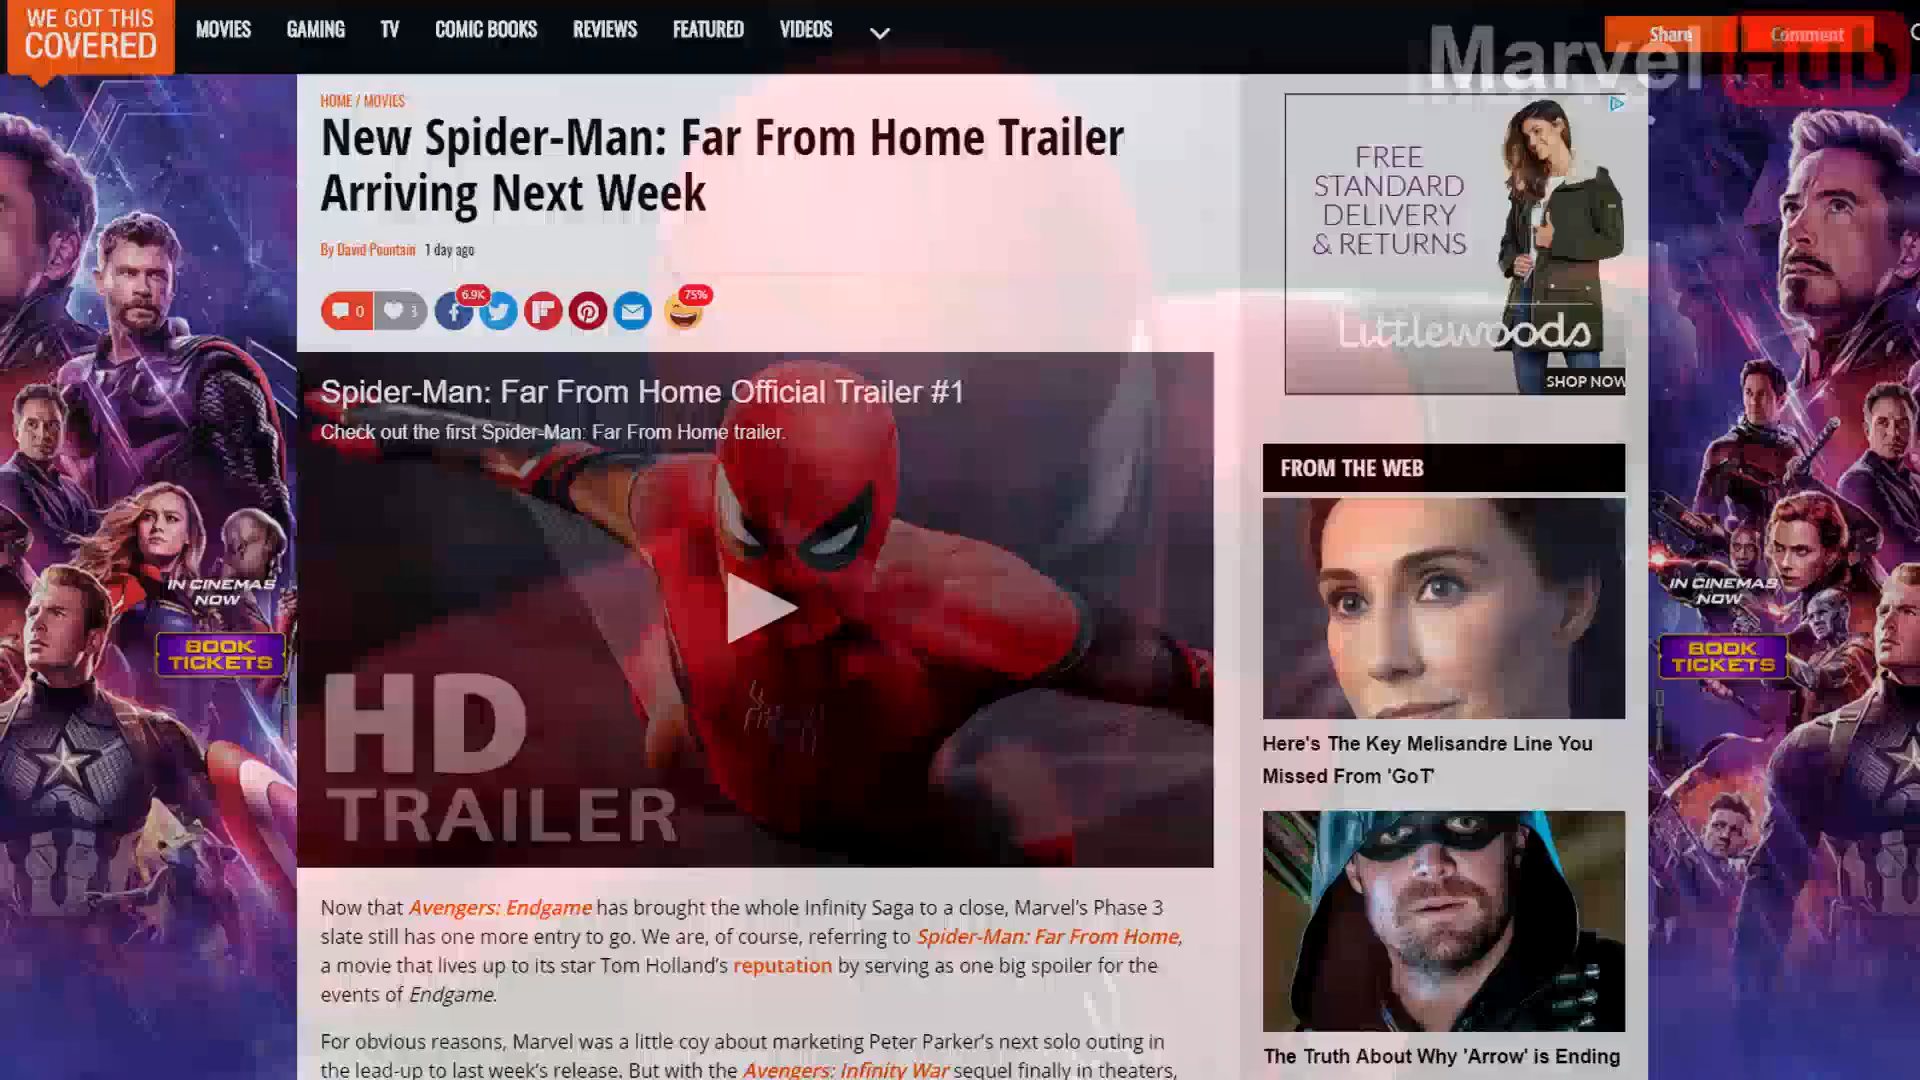 WE GOT THIS
COVERED
MOVIES GAMING TV COMIC BOOKS REVIEWS FEATURED VIDEOS
Share Comment
Marvel Hub
HOME / MOVIES
New Spider-Man: Far From Home Trailer
Arriving Next Week
By David Pountain 1 day ago
0 3 6.9K 75%
Spider-Man: Far From Home Official Trailer #1
Check out the first Spider-Man: Far From Home trailer.
HD
TRAILER
Now that Avengers: Endgame has brought the whole Infinity Saga to a close, Marvel's Phase 3
slate still has one more entry to go. We are, of course, referring to Spider-Man: Far From Home,
a movie that lives up to its star Tom Holland's reputation by serving as one big spoiler for the
events of Endgame.
For obvious reasons, Marvel was a little coy about marketing Peter Parker's next solo outing in
the lead-up to last week's release. But with the Avengers: Infinity War sequel finally in theaters,
FREE
STANDARD
DELIVERY
& RETURNS
Littlewoods
SHOP NOW
FROM THE WEB
Here's The Key Melisandre Line You
Missed From 'GoT'
The Truth About Why 'Arrow' is Ending
IN CINEMAS
NOW
BOOK
TICKETS
IN CINEMAS
NOW
BOOK
TICKETS